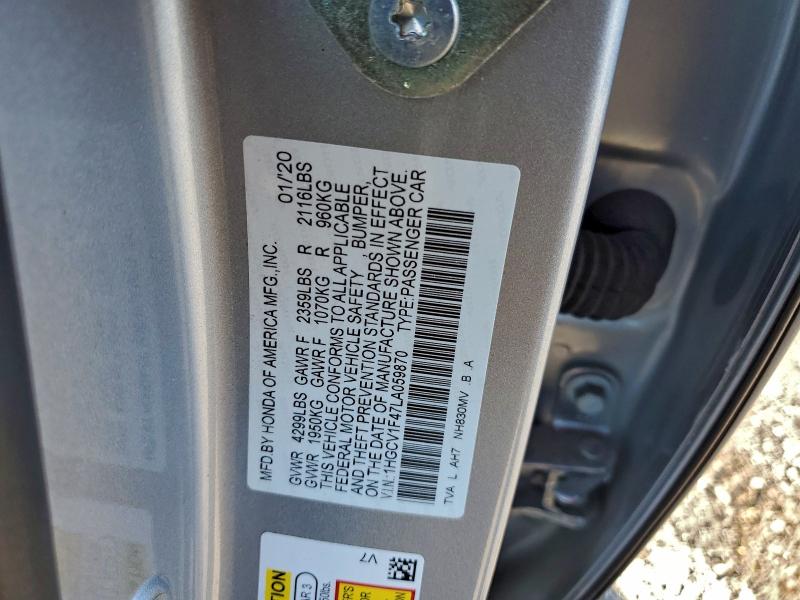 MFD BY HONDA OF AMERICA MFG.,INC. 01/'20
GVWR 4299LBS GAWR F 2359LBS R 2116LBS
GVWR 1950KG GAWR F 1070KG R 960KG
THIS VEHICLE CONFORMS TO ALL APPLICABLE
FEDERAL MOTOR VEHICLE SAFETY , BUMPER,
AND THEFT PREVENTION STANDARDS IN EFFECT
ON THE DATE OF MANUFACTURE SHOWN ABOVE.
V.I.N.:1HGCV1F47LA059870 TYPE:PASSENGER CAR
TVA L AH7 NH830MV .B .A
V7